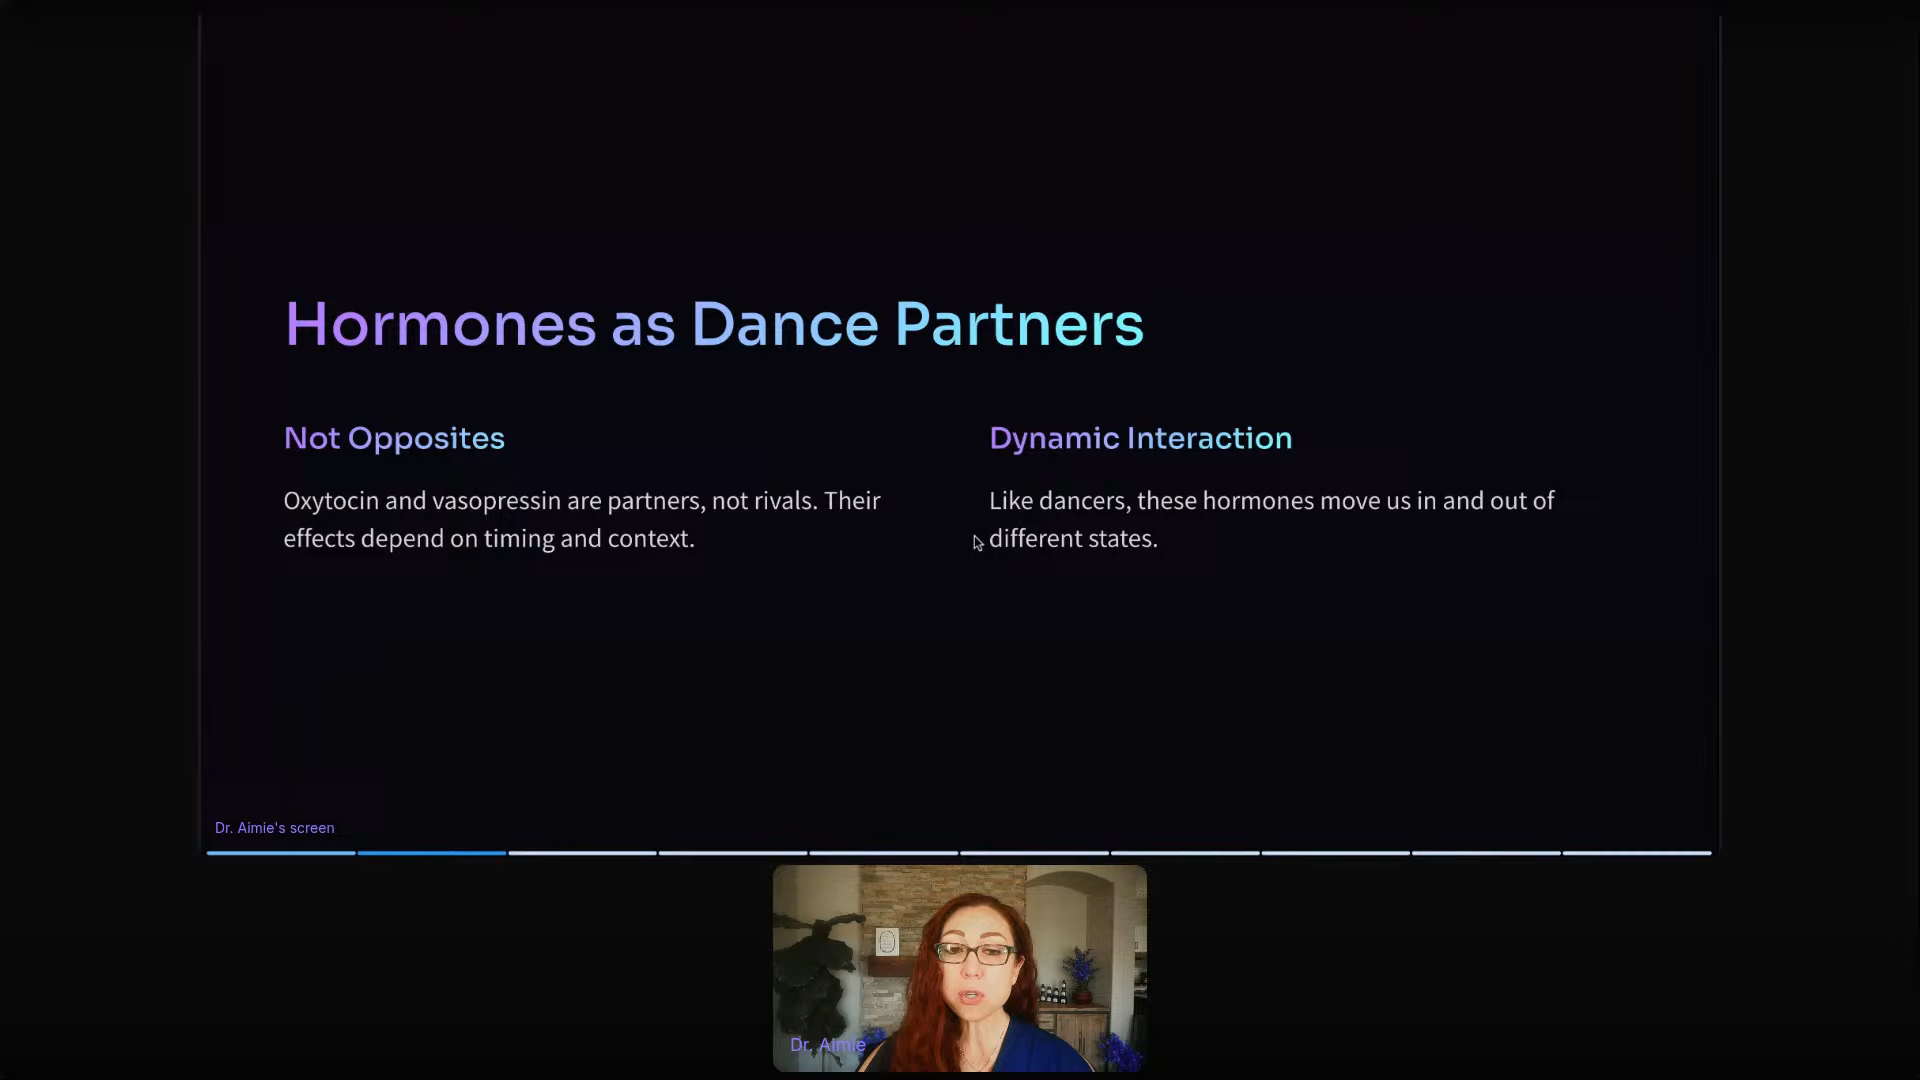 Hormones as Dance Partners
Not Opposites
Oxytocin and vasopressin are partners, not rivals. Their
effects depend on timing and context.
Dynamic Interaction
Like dancers, these hormones move us in and out of
different states.
Dr. Aimie's screen
Dr. Aimie